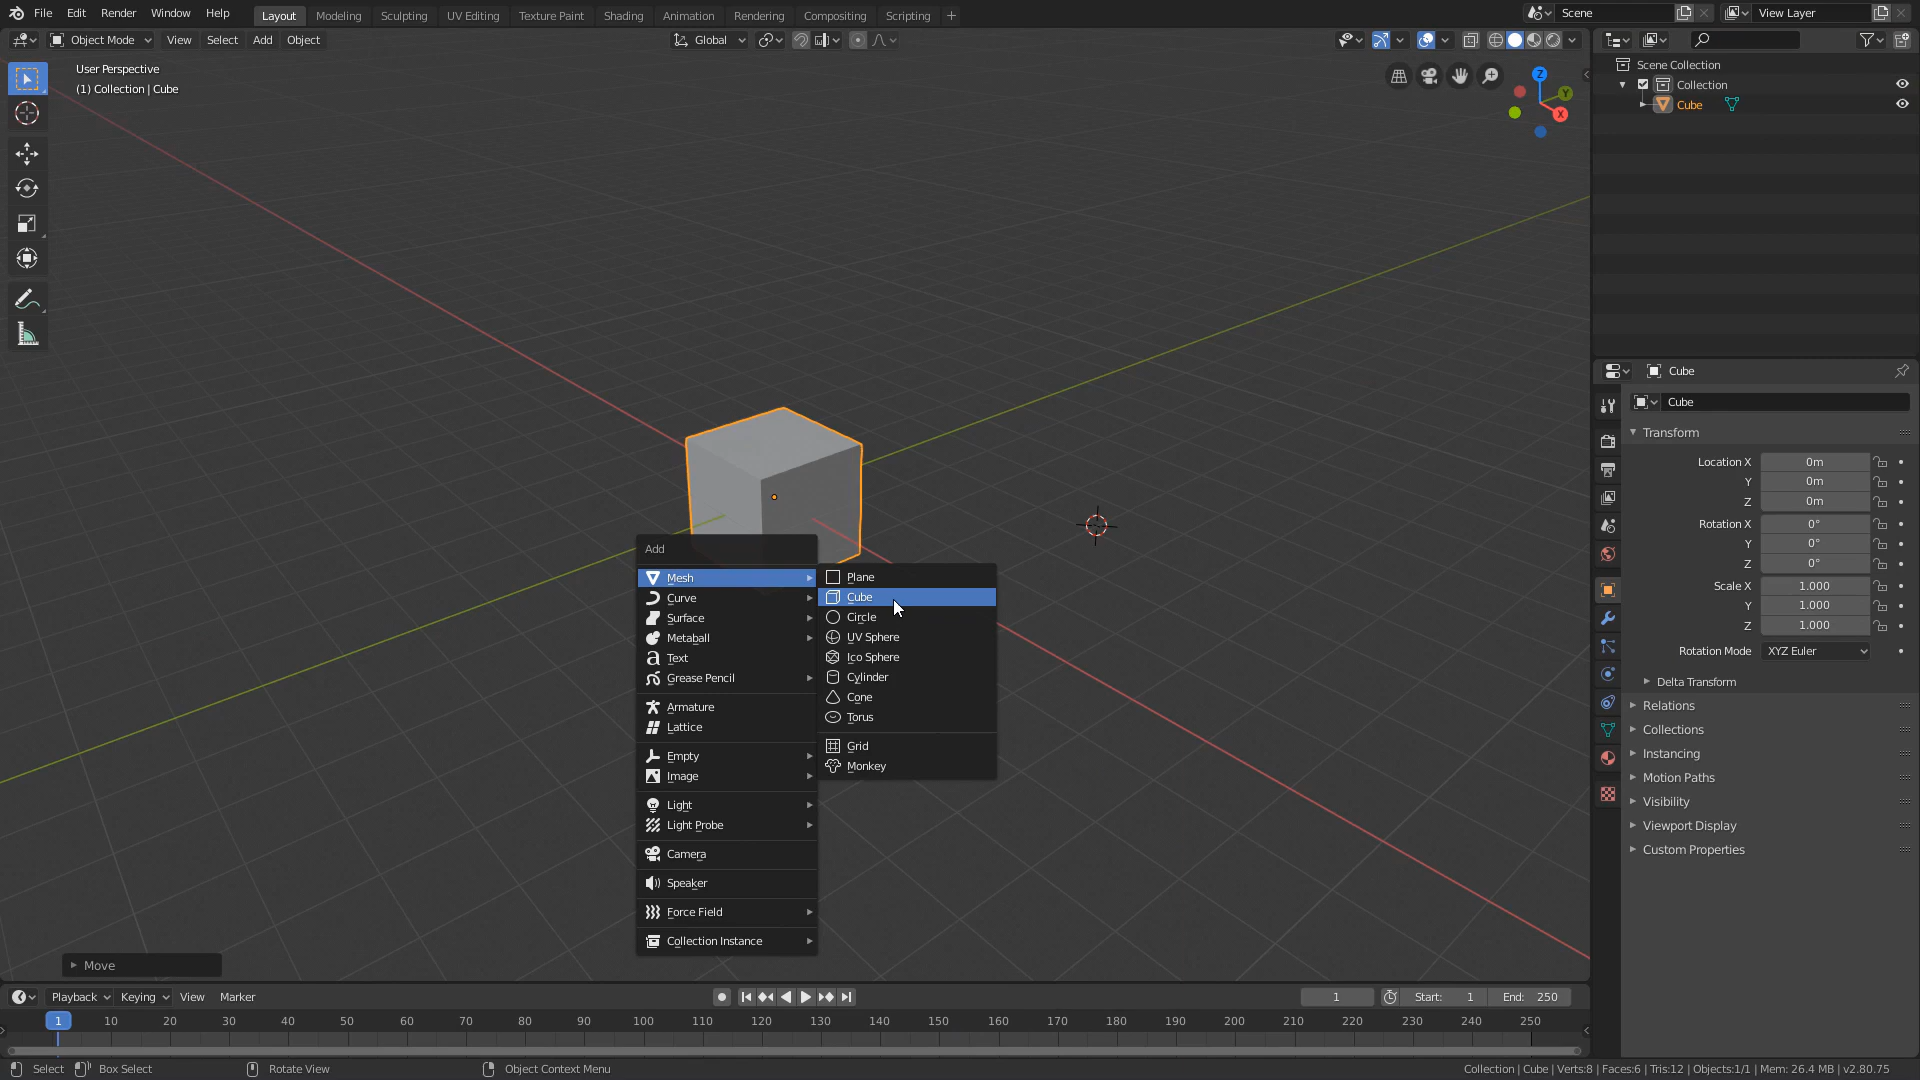 File Edit Render Window Help Layout Modeling Sculpting UV Editing Texture Paint Shading Animation Rendering Compositing Scripting + Scene View Layer
Object Mode View Select Add Object Global
User Perspective
(1) Collection | Cube
Z
Y
X
Scene Collection
Collection
Cube
Cube
Cube
Transform
Location X 0m
Y 0m
Z 0m
Rotation X 0°
Y 0°
Z 0°
Scale X 1.000
Y 1.000
Z 1.000
Rotation Mode XYZ Euler
Delta Transform
Relations
Collections
Instancing
Motion Paths
Visibility
Viewport Display
Custom Properties
Add
Mesh
Curve
Surface
Metaball
Text
Grease Pencil
Armature
Lattice
Empty
Image
Light
Light Probe
Camera
Speaker
Force Field
Collection Instance
Plane
Cube
Circle
UV Sphere
Ico Sphere
Cylinder
Cone
Torus
Grid
Monkey
Move
Playback Keying View Marker 1 Start: 1 End: 250
1 10 20 30 40 50 60 70 80 90 100 110 120 130 140 150 160 170 180 190 200 210 220 230 240 250
Select Box Select Rotate View Object Context Menu Collection | Cube | Verts:8 | Faces:6 | Tris:12 | Objects:1/1 | Mem: 26.4 MB | v2.80.75